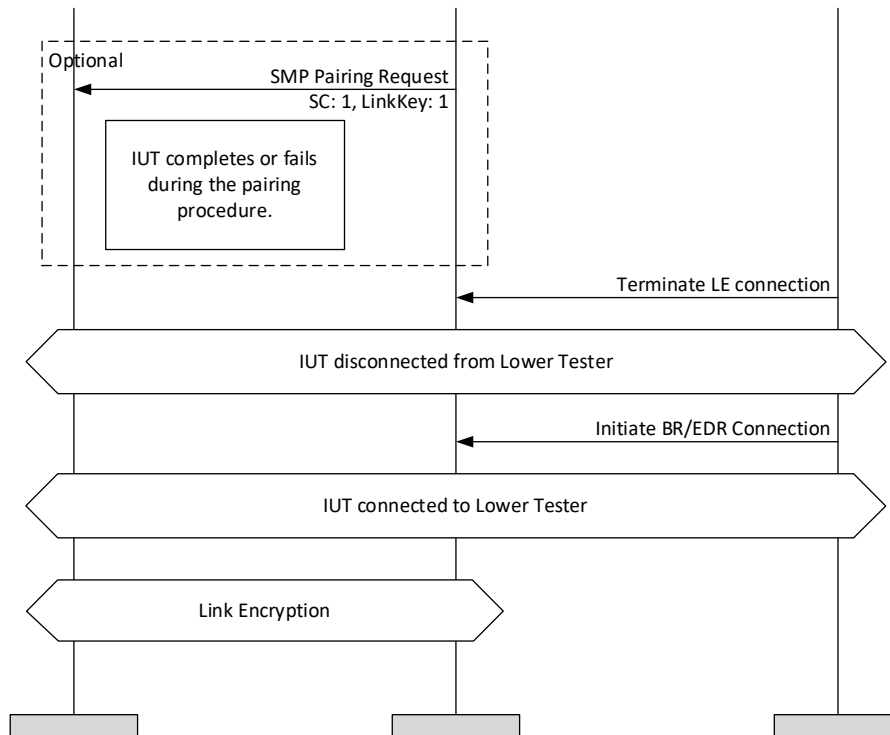 Optional
SMP Pairing Request
SC: 1, LinkKey: 1
IUT completes or fails
during the pairing
procedure.
Terminate LE connection
IUT disconnected from Lower Tester
Initiate BR/EDR Connection
IUT connected to Lower Tester
Link Encryption